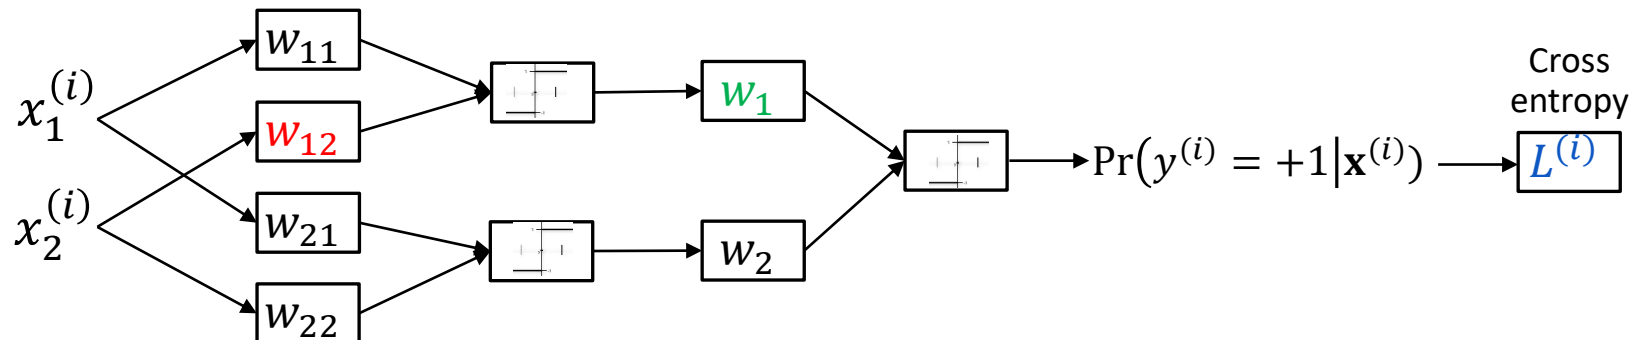 x₁⁽ⁱ⁾
x₂⁽ⁱ⁾
w₁₁
w₁₂
w₂₁
w₂₂
w₁
w₂
Pr(y⁽ⁱ⁾ = +1|𝐱⁽ⁱ⁾)
Cross
entropy
L⁽ⁱ⁾